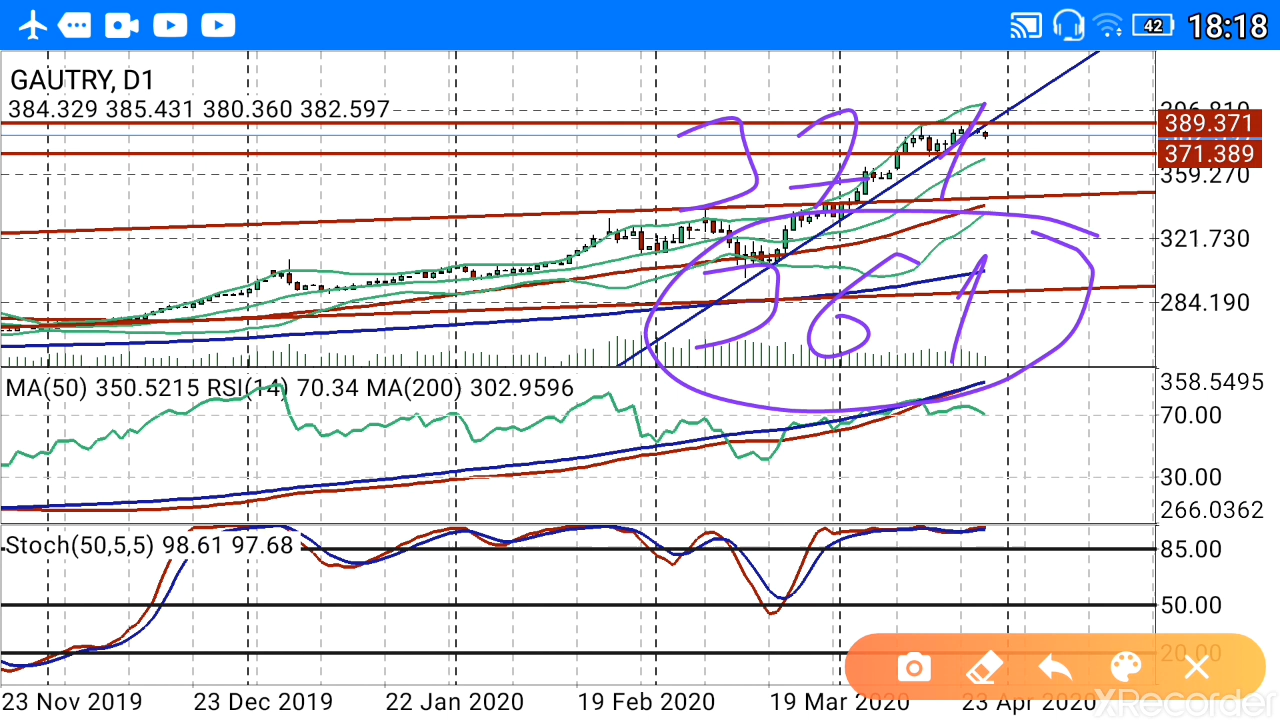 42 18:18
GAUTRY, D1
384.329 385.431 380.360 382.597
389.371
371.389
359.270
321.730
284.190
321
361
MA(50) 350.5215 RSI(14) 70.34 MA(200) 302.9596
358.5495
70.00
30.00
266.0362
Stoch(50,5,5) 98.61 97.68
85.00
50.00
20.00
23 Nov 2019 23 Dec 2019 22 Jan 2020 19 Feb 2020 19 Mar 2020 23 Apr 2020
XRecorder